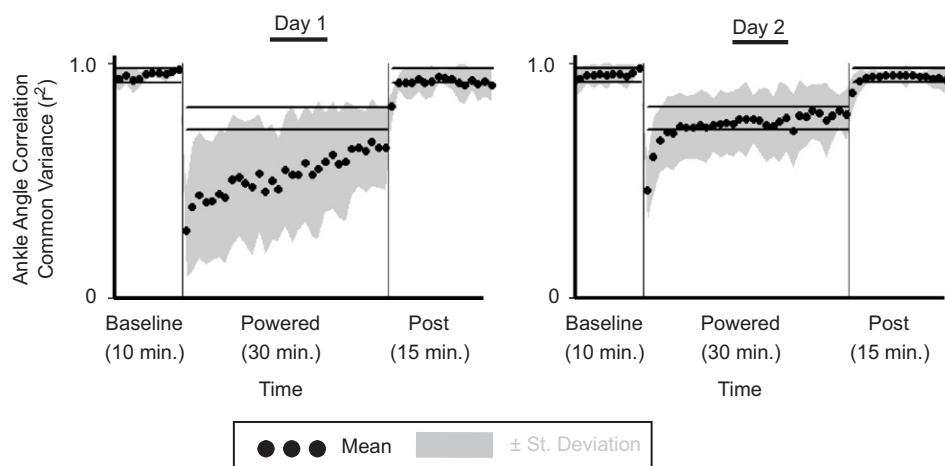 Day 1
Day 2
Ankle Angle Correlation
Common Variance (r²)
1.0
0
1.0
0
Baseline
(10 min.)
Powered
(30 min.)
Post
(15 min.)
Time
Baseline
(10 min.)
Powered
(30 min.)
Post
(15 min.)
Time
Mean
± St. Deviation